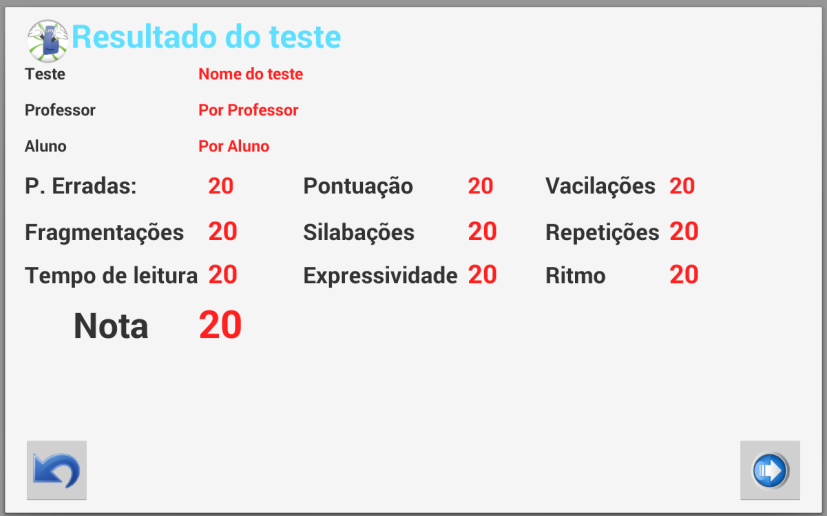 Resultado do teste
Teste Nome do teste
Professor Por Professor
Aluno Por Aluno
P. Erradas: 20 Pontuação 20 Vacilações 20
Fragmentações 20 Silabações 20 Repetições 20
Tempo de leitura 20 Expressividade 20 Ritmo 20
Nota 20